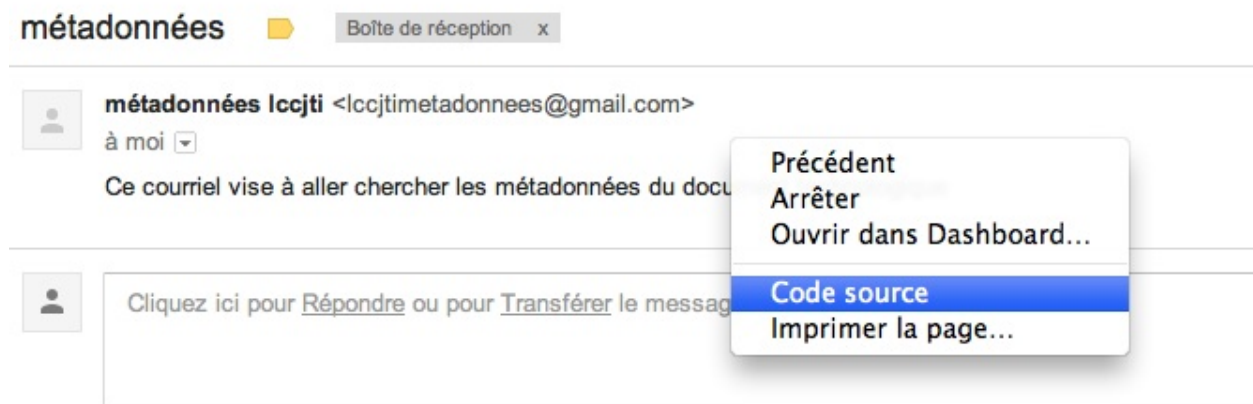 métadonnées
Boîte de réception x
métadonnées lccjti <lccjtimetadonnees@gmail.com>
à moi
Ce courriel vise à aller chercher les métadonnées du docu
Précédent
Arrêter
Ouvrir dans Dashboard...
Code source
Imprimer la page...
Cliquez ici pour Répondre ou pour Transférer le messag